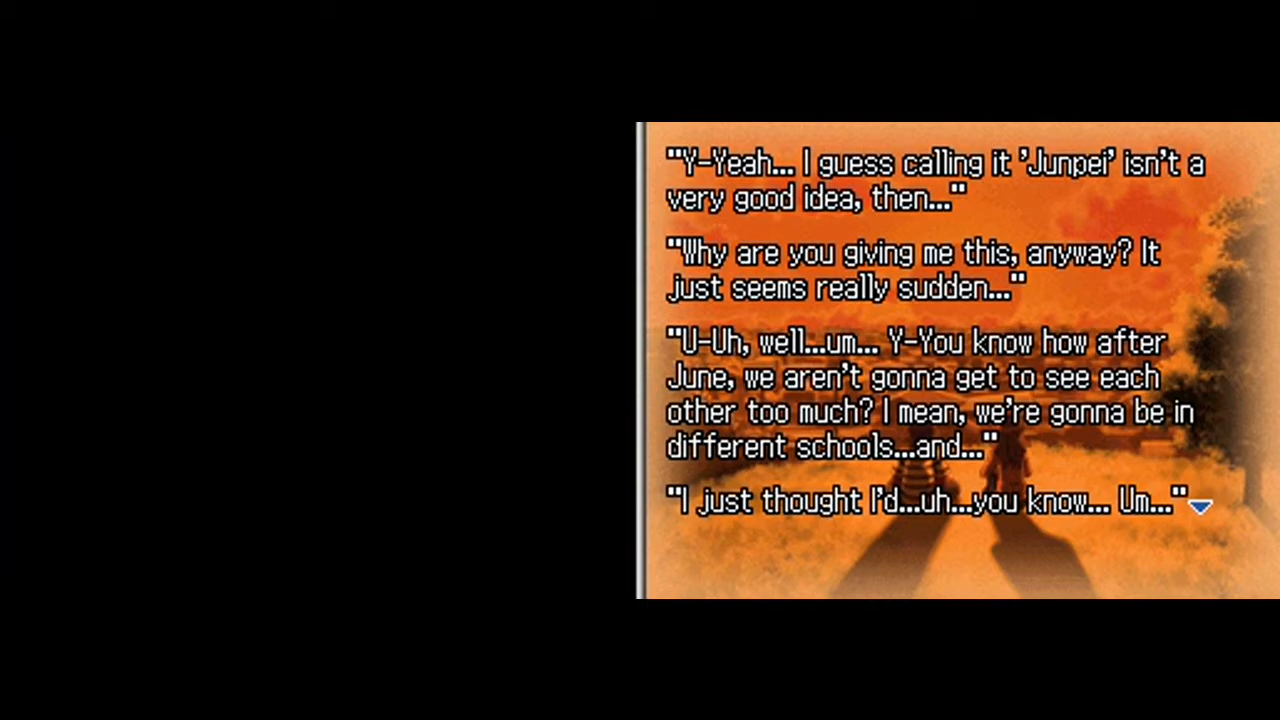 "Y-Yeah... I guess calling it 'Junpei' isn't a
very good idea, then..."
"Why are you giving me this, anyway? It
just seems really sudden..."
"U-Uh, well...um... Y-You know how after
June, we aren't gonna get to see each
other too much? I mean, we're gonna be in
different schools...and..."
"I just thought I'd...uh...you know... Um..."